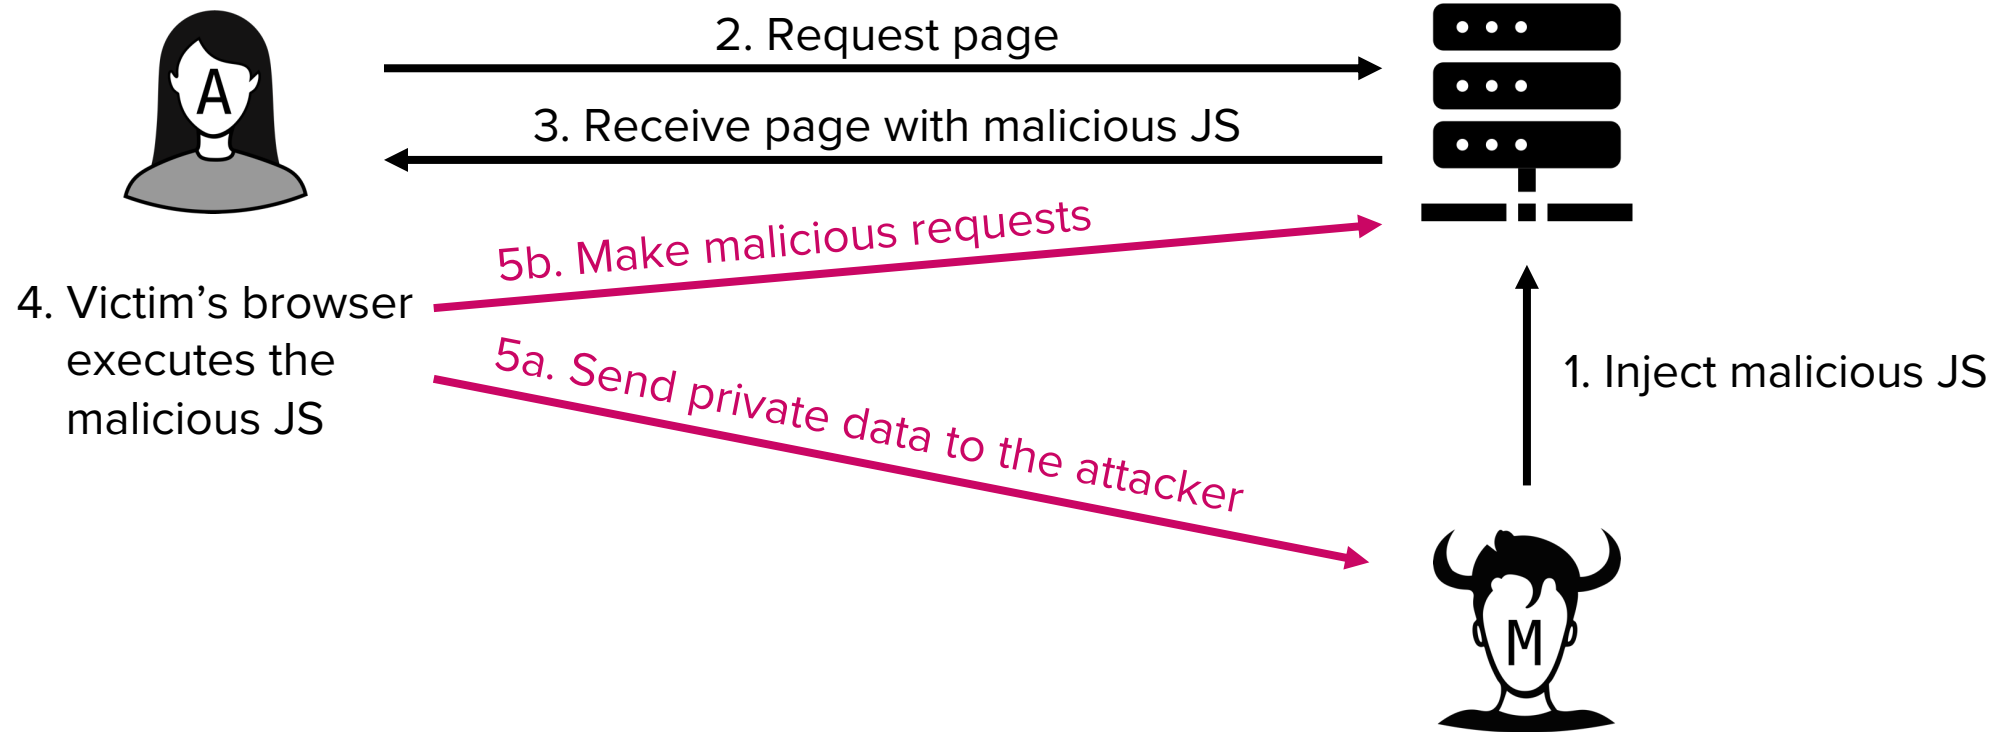 A
2. Request page
3. Receive page with malicious JS
5b. Make malicious requests
4. Victim’s browser
executes the
malicious JS
5a. Send private data to the attacker
1. Inject malicious JS
M